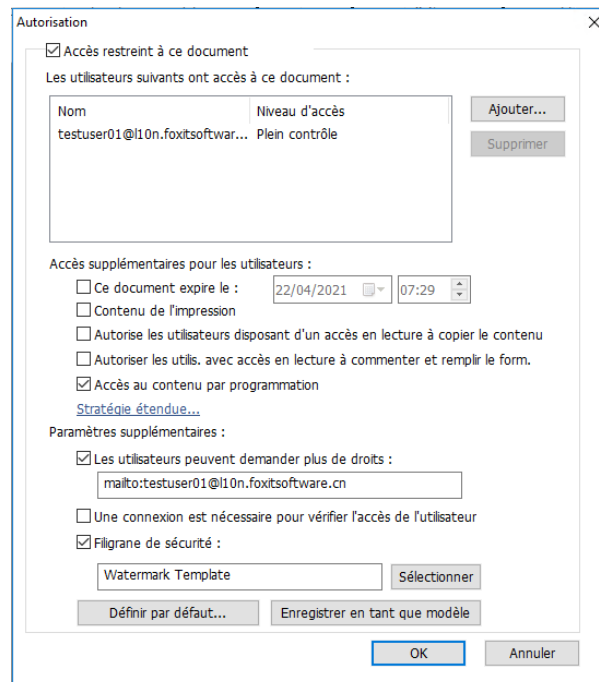 Autorisation
Accès restreint à ce document
Les utilisateurs suivants ont accès à ce document :
Nom Niveau d'accès
testuser01@l10n.foxitsoftwar... Plein contrôle
Ajouter...
Supprimer
Accès supplémentaires pour les utilisateurs :
Ce document expire le : 22/04/2021 07:29
Contenu de l'impression
Autorise les utilisateurs disposant d'un accès en lecture à copier le contenu
Autoriser les utilis. avec accès en lecture à commenter et remplir le form.
Accès au contenu par programmation
Stratégie étendue...
Paramètres supplémentaires :
Les utilisateurs peuvent demander plus de droits :
mailto:testuser01@l10n.foxitsoftware.cn
Une connexion est nécessaire pour vérifier l'accès de l'utilisateur
Filigrane de sécurité :
Watermark Template Sélectionner
Définir par défaut... Enregistrer en tant que modèle
OK Annuler